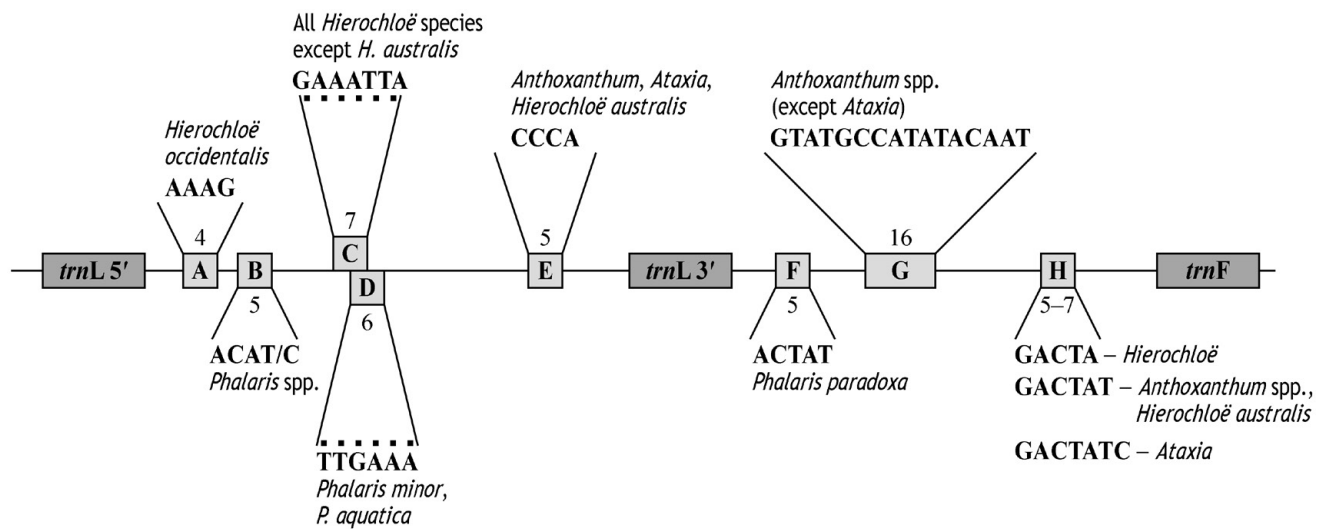 All Hierochloë species
except H. australis
GAAATTA
Hierochloë
occidentalis
AAAG
Anthoxanthum, Ataxia,
Hierochloë australis
CCCA
Anthoxanthum spp.
(except Ataxia)
GTATGCCATATACAAT
4
7
5
16
trnL 5′
A
B
C
D
E
trnL 3′
F
G
H
trnF
5
6
5
5–7
ACAT/C
Phalaris spp.
TTGAAA
Phalaris minor,
P. aquatica
ACTAT
Phalaris paradoxa
GACTA – Hierochloë
GACTAT – Anthoxanthum spp.,
Hierochloë australis
GACTATC – Ataxia